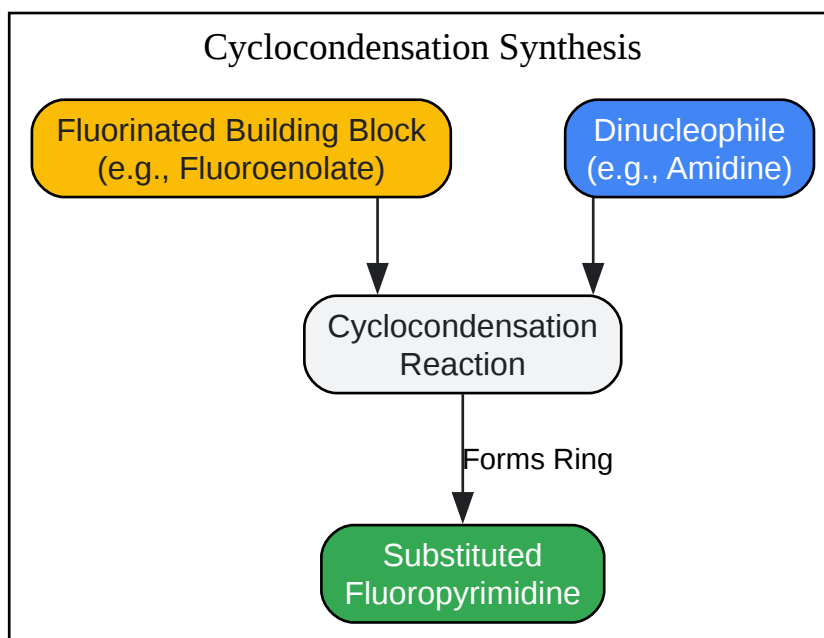 Cyclocondensation Synthesis
Fluorinated Building Block
(e.g., Fluoroenolate)
Dinucleophile
(e.g., Amidine)
Cyclocondensation
Reaction
Forms Ring
Substituted
Fluoropyrimidine